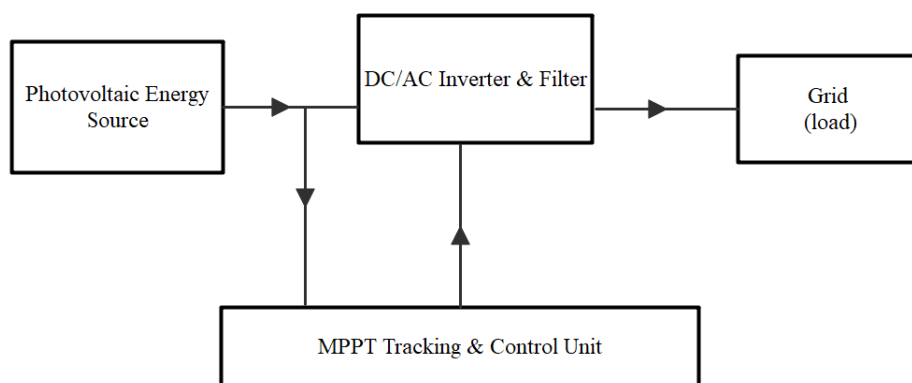 Photovoltaic Energy
Source
DC/AC Inverter & Filter
Grid
(load)
MPPT Tracking & Control Unit